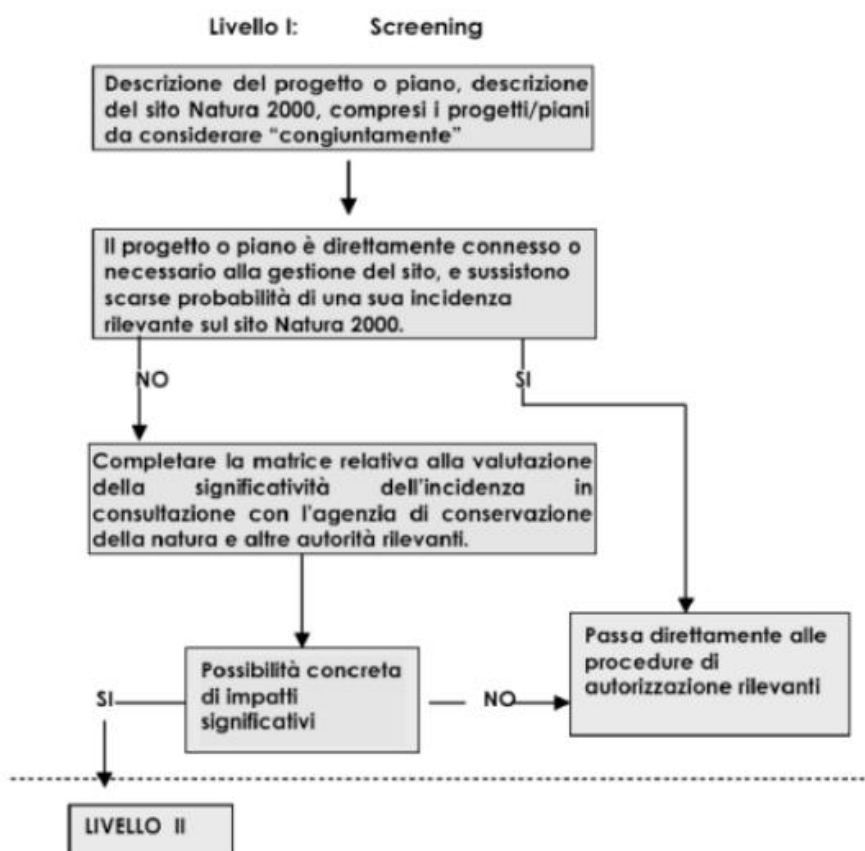 Livello I: Screening
Descrizione del progetto o piano, descrizione
del sito Natura 2000, compresi i progetti/piani
da considerare “congiuntamente”
Il progetto o piano è direttamente connesso o
necessario alla gestione del sito, e sussistono
scarse probabilità di una sua incidenza
rilevante sul sito Natura 2000.
NO
SI
Completare la matrice relativa alla valutazione
della significatività dell'incidenza in
consultazione con l'agenzia di conservazione
della natura e altre autorità rilevanti.
Possibilità concreta
di impatti
significativi
SI
NO
Passa direttamente alle
procedure di
autorizzazione rilevanti
LIVELLO II